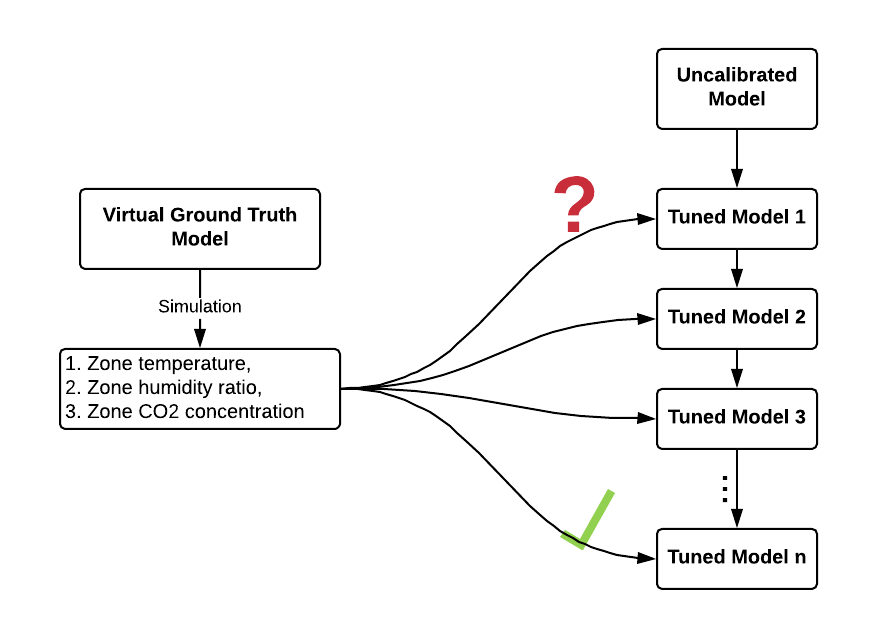 Uncalibrated
Model
?
Virtual Ground Truth
Model
Tuned Model 1
Simulation
Tuned Model 2
1. Zone temperature,
2. Zone humidity ratio,
3. Zone CO2 concentration
Tuned Model 3
Tuned Model n